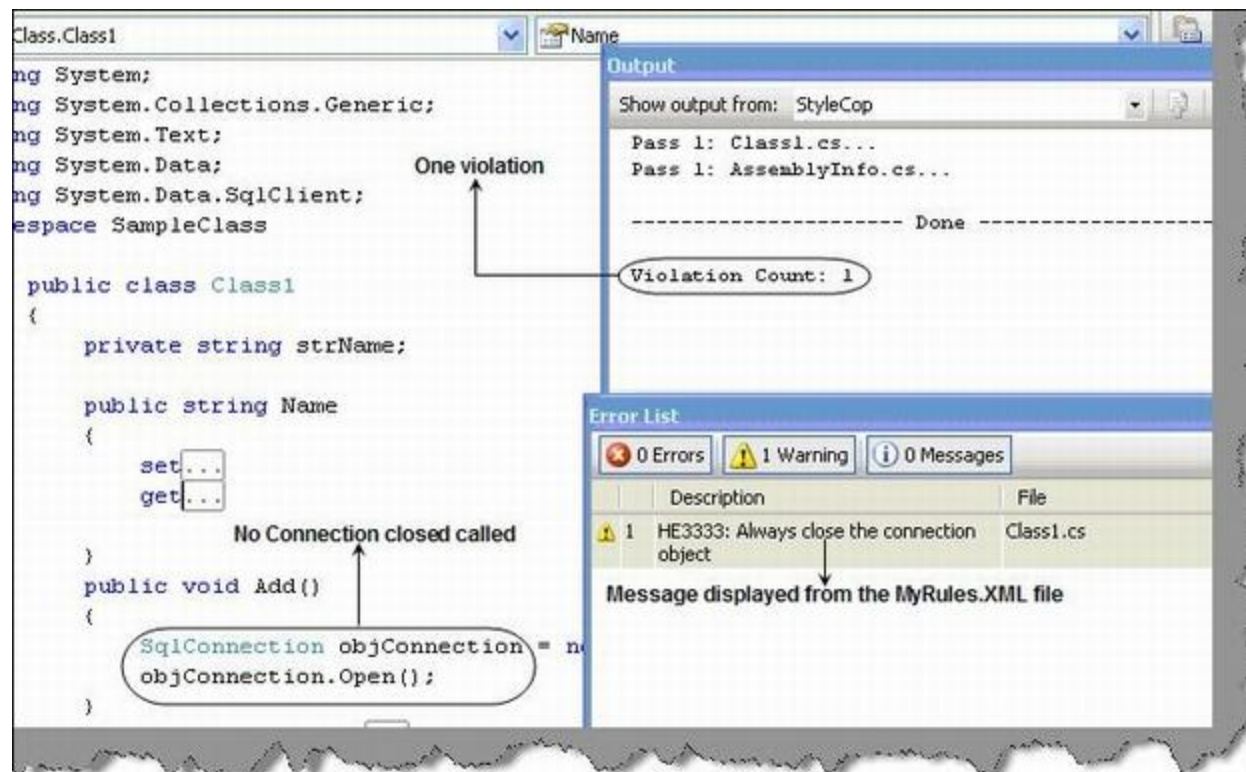 Class.Class1
Name
ng System;
ng System.Collections.Generic;
ng System.Text;
ng System.Data;
ng System.Data.SqlClient;
espace SampleClass
public class Class1
{
private string strName;
public string Name
{
set...
get...
No Connection closed called
}
public void Add()
{
SqlConnection objConnection = n
objConnection.Open();
}
One violation
Output
Show output from: StyleCop
Pass 1: Class1.cs...
Pass 1: AssemblyInfo.cs...
-------------------- Done --------------------
Violation Count: 1
Error List
0 Errors 1 Warning 0 Messages
Description File
1 HE3333: Always close the connection Class1.cs
object
Message displayed from the MyRules.XML file